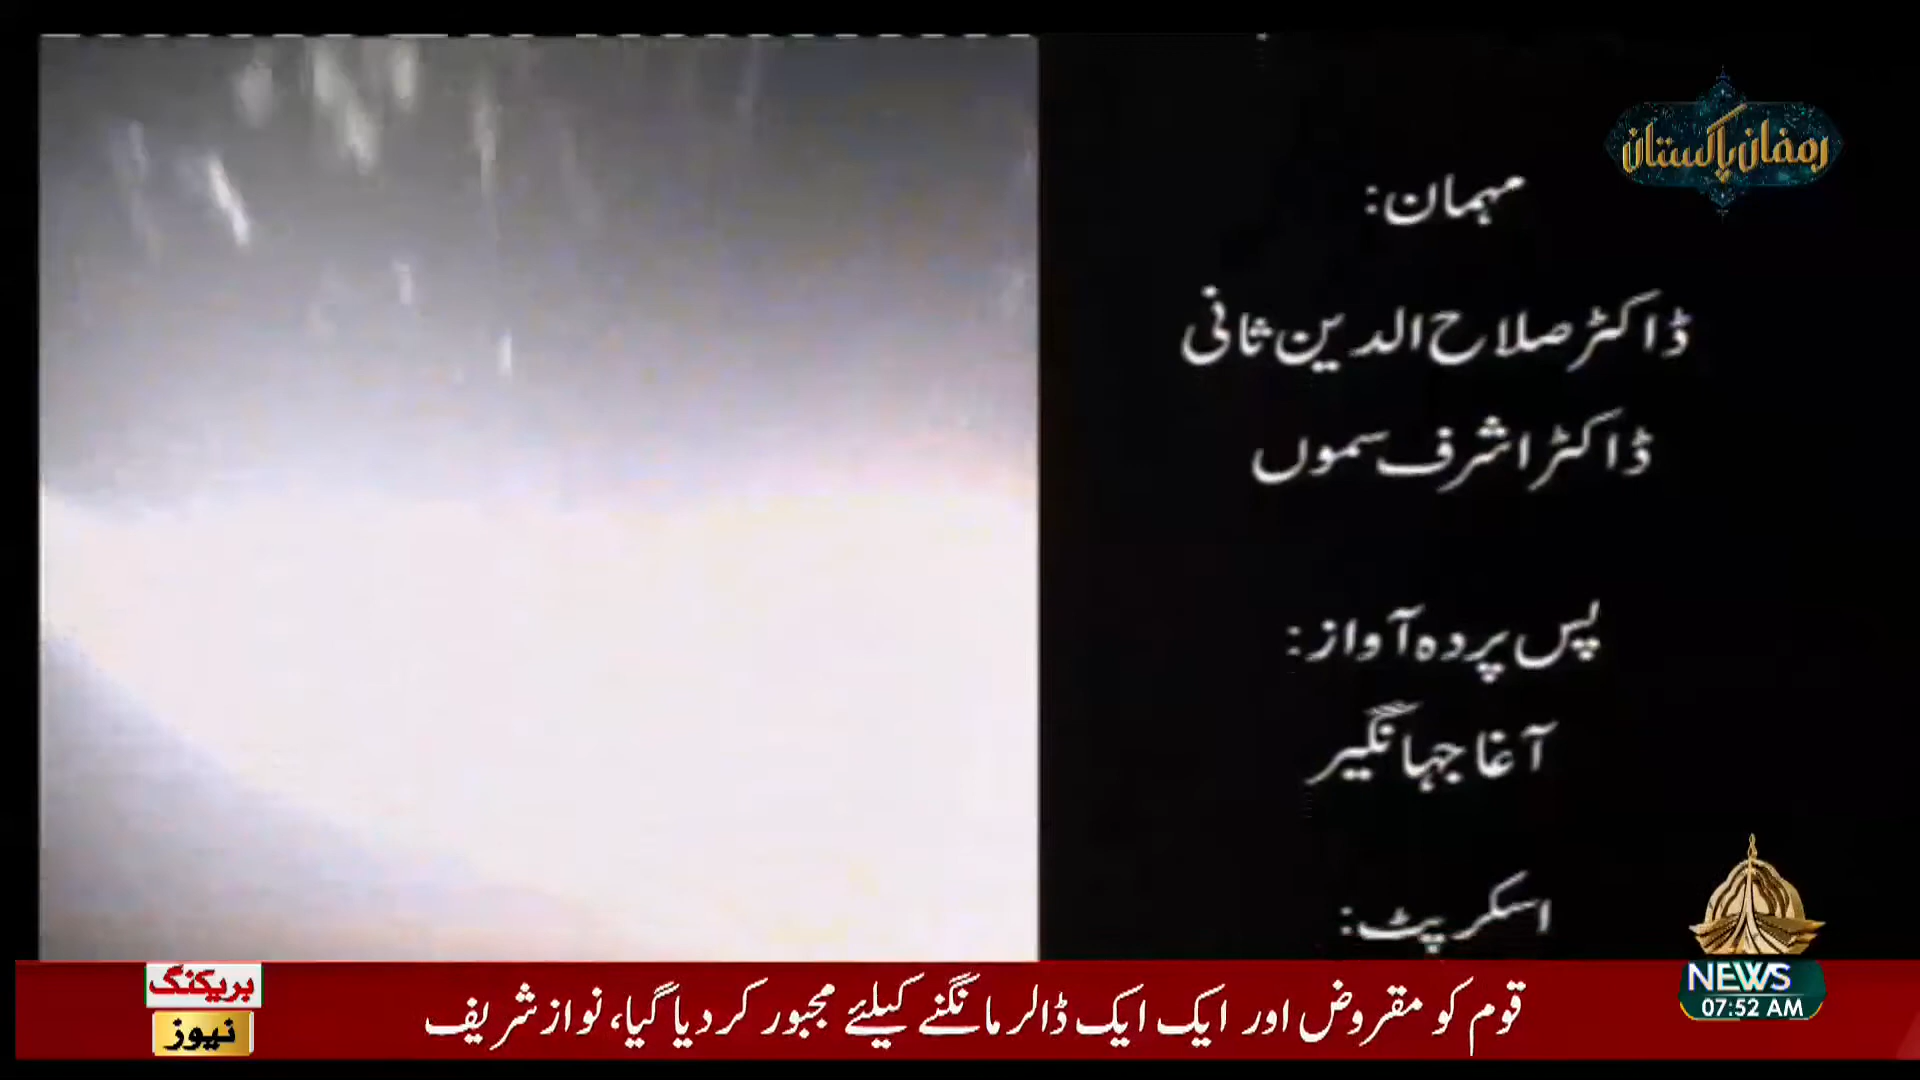 رمضان پاکستان
مہمان:
ڈاکٹر صلاح الدین ثانی
ڈاکٹر اشرف سموں
پس پردہ آواز:
آغا جہانگیر
اسکرپٹ:
بریکنگ
نیوز
قوم کو مقروض اور ایک ایک ڈالر مانگنے کیلئے مجبور کر دیا گیا، نواز شریف
NEWS
07:52 AM